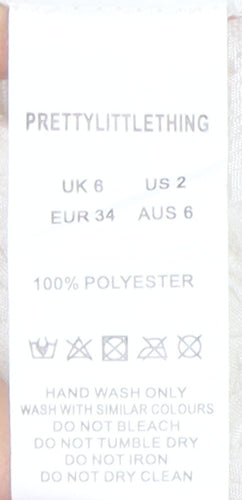 PRETTYLITTLETHING
UK 6 US 2
EUR 34 AUS 6
100% POLYESTER
HAND WASH ONLY
WASH WITH SIMILAR COLOURS
DO NOT BLEACH
DO NOT TUMBLE DRY
DO NOT IRON
DO NOT DRY CLEAN